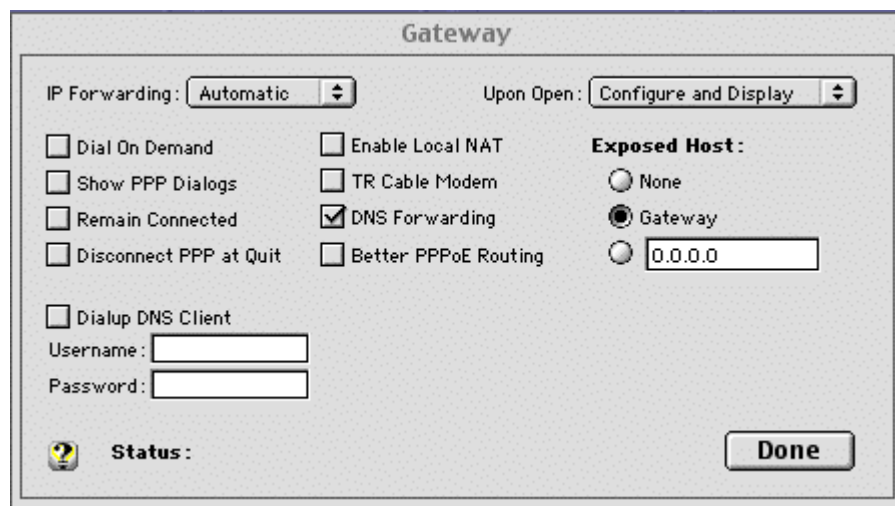 Gateway
IP Forwarding: Automatic Upon Open: Configure and Display
Dial On Demand Enable Local NAT Exposed Host:
Show PPP Dialogs TR Cable Modem None
Remain Connected DNS Forwarding Gateway
Disconnect PPP at Quit Better PPPoE Routing 0.0.0.0
Dialup DNS Client
Username:
Password:
Status: Done